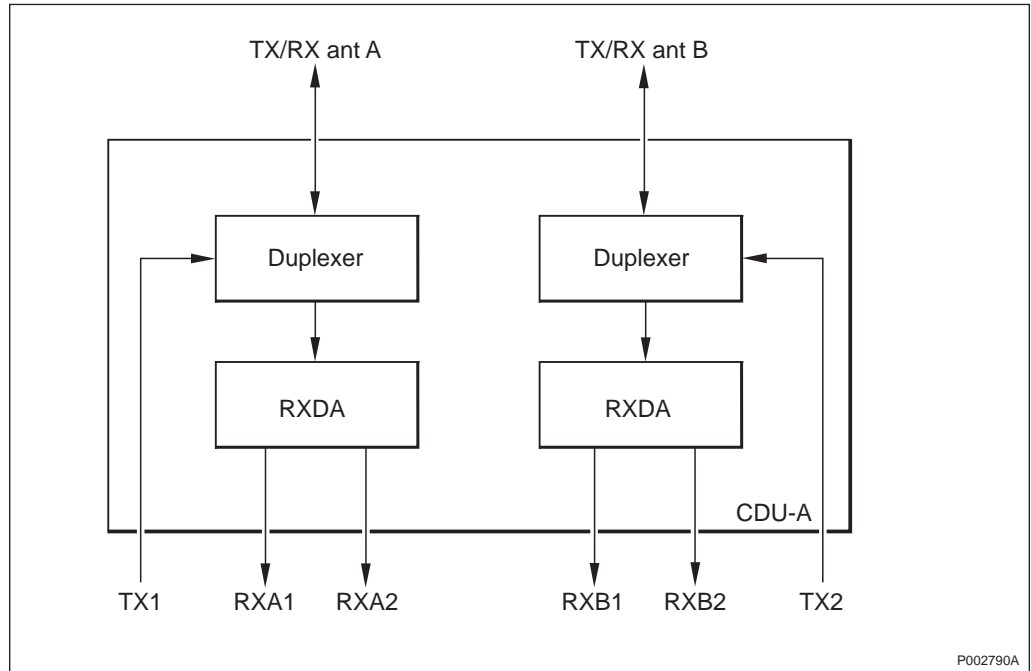 TX/RX ant A
TX/RX ant B
Duplexer
Duplexer
RXDA
RXDA
CDU-A
TX1
RXA1
RXA2
RXB1
RXB2
TX2
P002790A